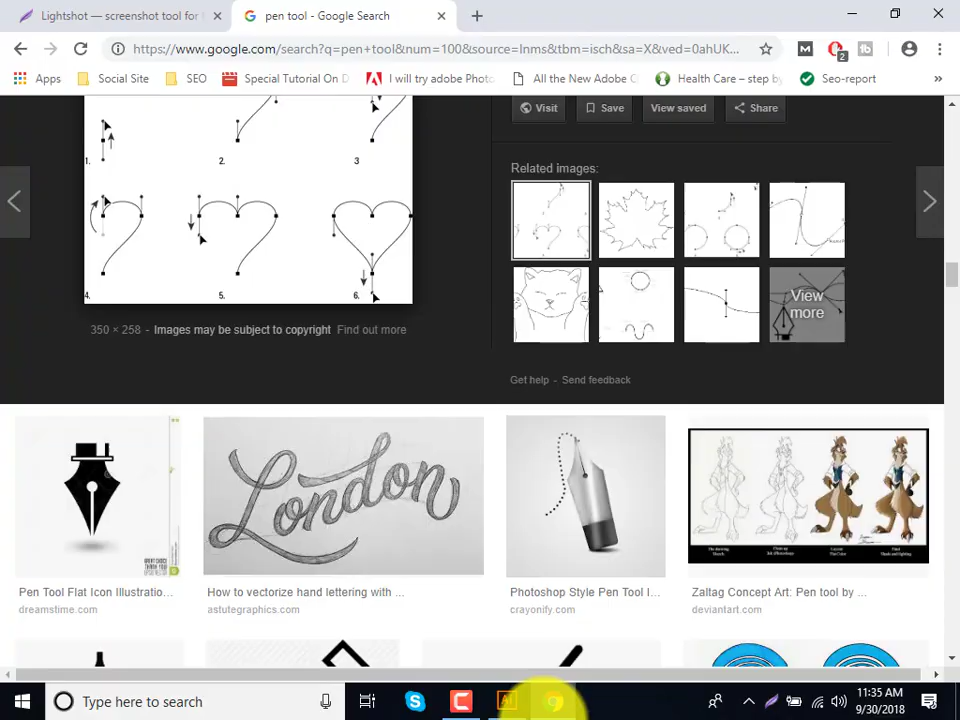 Lightshot — screenshot tool for
pen tool - Google Search
https://www.google.com/search?q=pen+tool&num=100&source=lnms&tbm=isch&sa=X&ved=0ahUK...
M
2
Apps
Social Site
SEO
Special Tutorial On D
I will try adobe Photo
All the New Adobe C
Health Care – step by
Seo-report
»
Visit
Save
View saved
Share
1.
2.
3
4.
5.
6.
Related images:
View
more
350 × 258 - Images may be subject to copyright
Find out more
Get help - Send feedback
London
Pen Tool Flat Icon Illustratio...
dreamstime.com
How to vectorize hand lettering with ...
astutegraphics.com
Photoshop Style Pen Tool I...
crayonify.com
Zaltag Concept Art: Pen tool by ...
deviantart.com
Type here to search
Ai
11:35 AM
9/30/2018